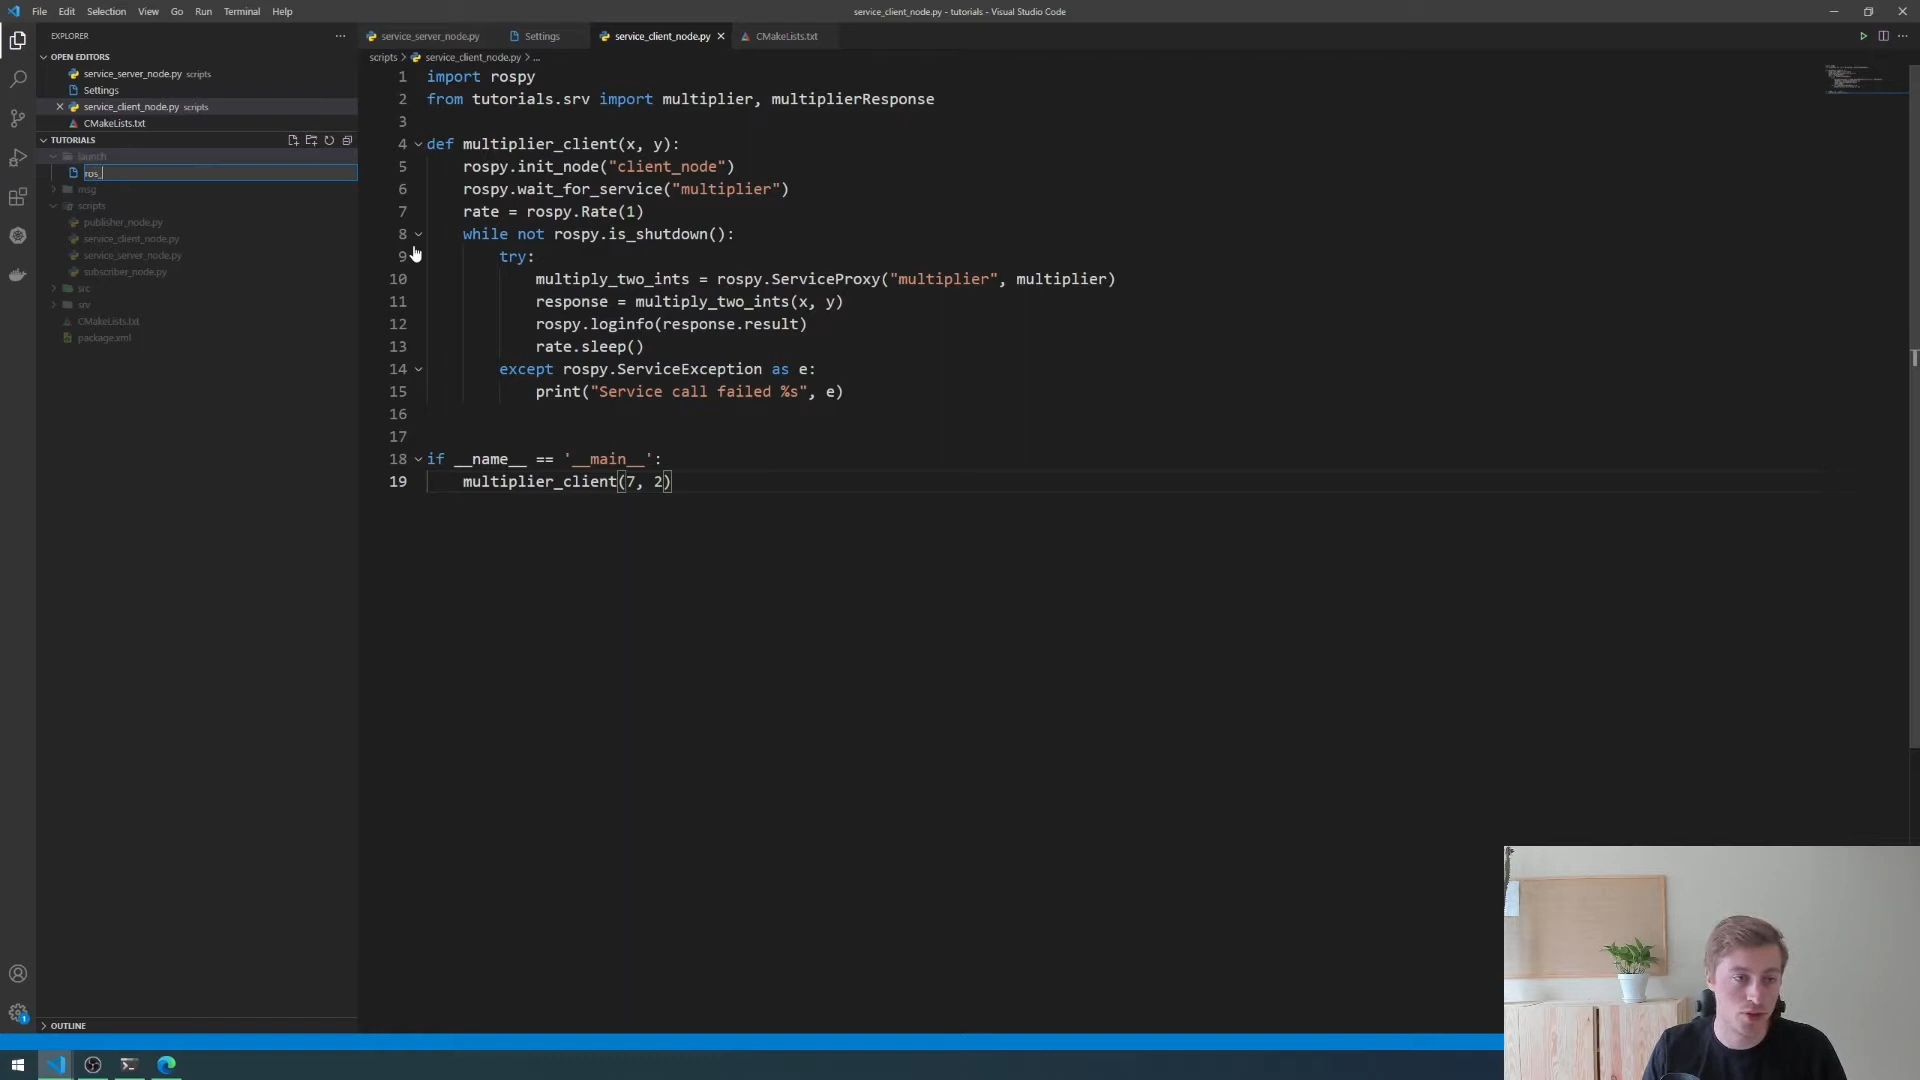 File Edit Selection View Go Run Terminal Help
service_client_node.py - tutorials - Visual Studio Code
EXPLORER
OPEN EDITORS
service_server_node.py scripts
Settings
service_client_node.py scripts
CMakeLists.txt
TUTORIALS
launch
ros_
msg
scripts
publisher_node.py
service_client_node.py
service_server_node.py
subscriber_node.py
src
srv
CMakeLists.txt
package.xml
OUTLINE
service_server_node.py Settings service_client_node.py CMakeLists.txt
scripts > service_client_node.py > ...
1 import rospy
2 from tutorials.srv import multiplier, multiplierResponse
3
4 def multiplier_client(x, y):
5 rospy.init_node("client_node")
6 rospy.wait_for_service("multiplier")
7 rate = rospy.Rate(1)
8 while not rospy.is_shutdown():
9 try:
10 multiply_two_ints = rospy.ServiceProxy("multiplier", multiplier)
11 response = multiply_two_ints(x, y)
12 rospy.loginfo(response.result)
13 rate.sleep()
14 except rospy.ServiceException as e:
15 print("Service call failed %s", e)
16
17
18 if __name__ == '__main__':
19 multiplier_client(7, 2)
1